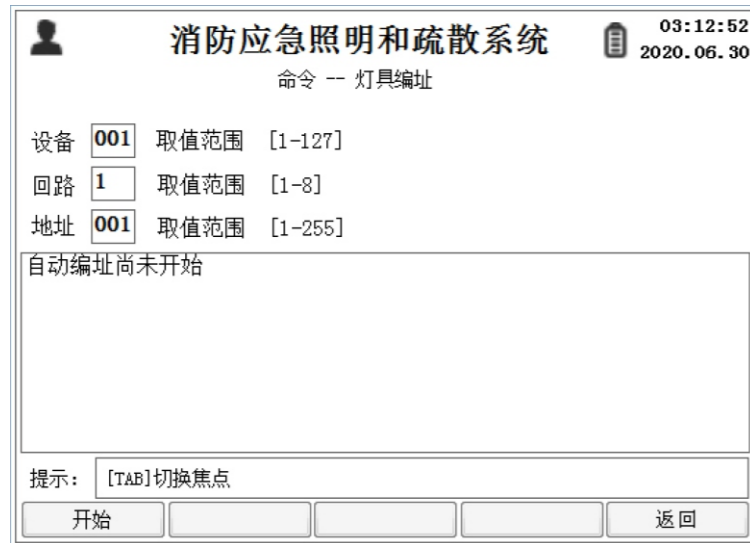 消防应急照明和疏散系统
03:12:52
2020.06.30
命令 -- 灯具编址
设备 001 取值范围 [1-127]
回路 1 取值范围 [1-8]
地址 001 取值范围 [1-255]
自动编址尚未开始
提示: [TAB]切换焦点
开始 返回